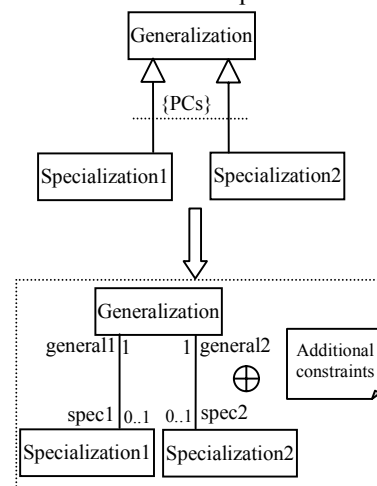 Generalization
{PCs}
Specialization1 Specialization2
Generalization
general1 1 1 general2
Additional
constraints
spec1 0..1 0..1 spec2
Specialization1 Specialization2